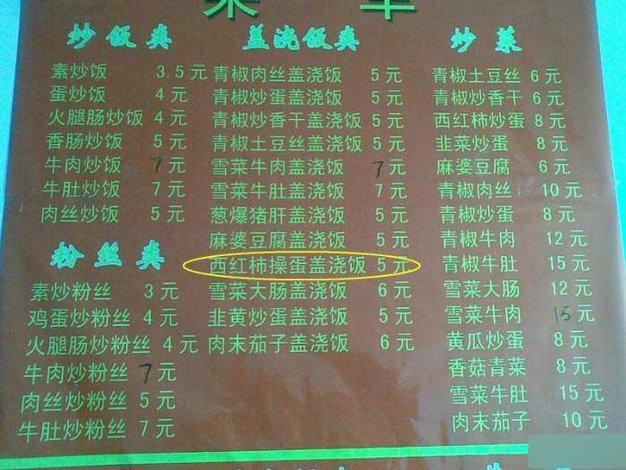 菜 单
炒饭类
素炒饭 3.5元
蛋炒饭 4元
火腿肠炒饭 4元
香肠炒饭 5元
牛肉炒饭 7元
牛肚炒饭 7元
肉丝炒饭 5元
粉丝类
素炒粉丝 3元
鸡蛋炒粉丝 4元
火腿肠炒粉丝 4元
牛肉炒粉丝 7元
肉丝炒粉丝 5元
牛肚炒粉丝 7元
盖浇饭类
青椒肉丝盖浇饭 5元
青椒炒蛋盖浇饭 5元
青椒炒香干盖浇饭 5元
青椒土豆丝盖浇饭 5元
雪菜牛肉盖浇饭 7元
雪菜牛肚盖浇饭 7元
葱爆猪肝盖浇饭 5元
麻婆豆腐盖浇饭 5元
西红柿操蛋盖浇饭 5元
雪菜大肠盖浇饭 6元
韭黄炒蛋盖浇饭 5元
肉末茄子盖浇饭 6元
炒菜
青椒土豆丝 6元
青椒炒香干 6元
西红柿炒蛋 8元
韭菜炒蛋 8元
麻婆豆腐 6元
青椒肉丝 10元
青椒炒蛋 8元
青椒牛肉 12元
青椒牛肚 15元
雪菜大肠 12元
雪菜牛肉 15元
黄瓜炒蛋 8元
香菇青菜 8元
雪菜牛肚 15元
肉末茄子 10元